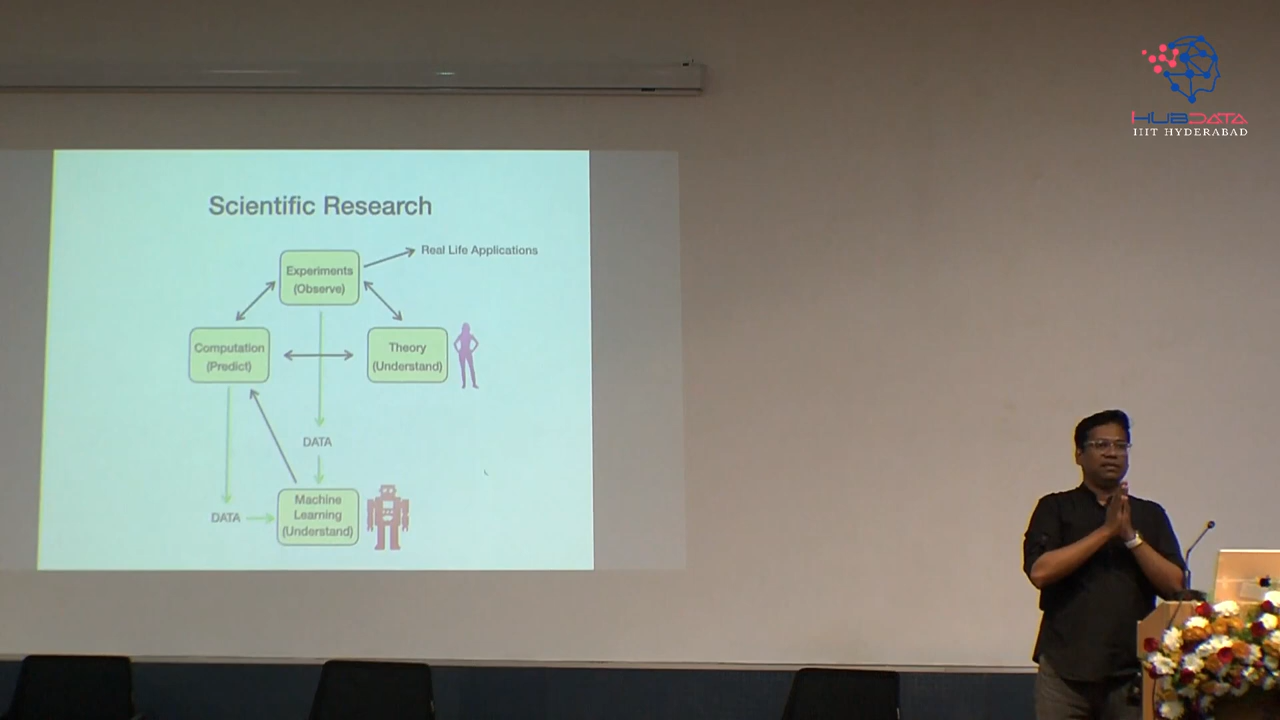 HUBDATA
IIIT HYDERABAD
Scientific Research
Real Life Applications
Experiments
(Observe)
Computation
(Predict)
Theory
(Understand)
DATA
Machine
Learning
(Understand)
DATA